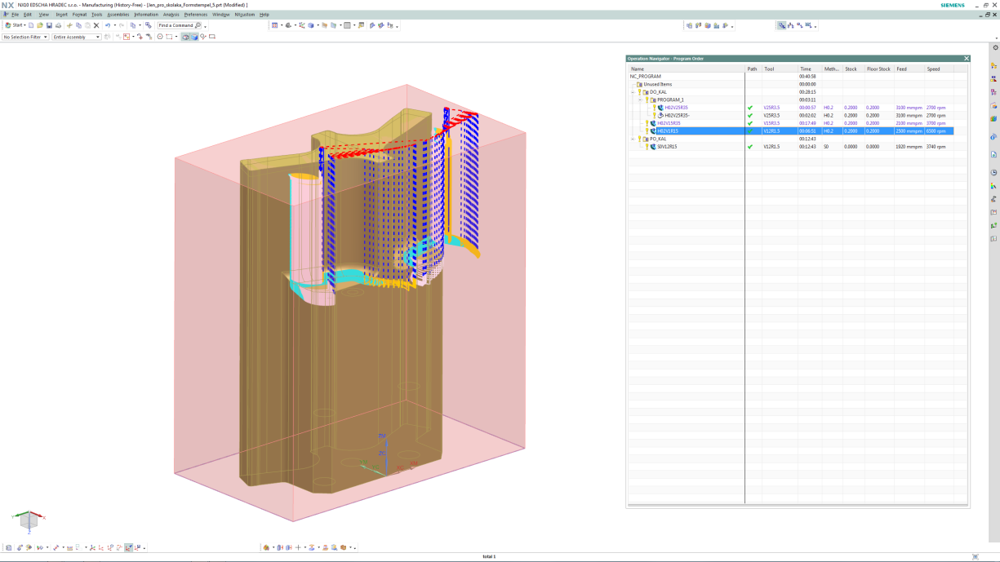 NX NX10 EDSCHA HRADEC s.r.o. - Manufacturing (History-Free) - [Jen_pro_skolaka_Formstempel_5.prt (Modified) ]
SIEMENS
File Edit View Insert Format Tools Assemblies Information Analysis Preferences Window NXcustom Help
Start
Find a Command
No Selection Filter Entire Assembly
Operation Navigator - Program Order
Name Path Tool Time Meth... Stock Floor Stock Feed Speed
NC_PROGRAM 00:40:58
Unused Items 00:00:00
DO_KAL 00:28:15
PROGRAM_1 00:03:11
H02V25R35 V25R3.5 00:00:57 H0.2 0.2000 0.2000 3100 mmpm 2700 rpm
H02V25R35- V25R3.5 00:02:02 H0.2 0.2000 0.2000 3100 mmpm 2700 rpm
H02V15R35 V15R3.5 00:17:49 H0.2 0.2000 0.2000 2100 mmpm 3700 rpm
H02V1R15 V12R1.5 00:06:51 H0.2 0.2000 0.2000 2500 mmpm 6500 rpm
PO_KAL 00:12:43
S0V12R15 V12R1.5 00:12:43 S0 0.0000 0.0000 1920 mmpm 3740 rpm
ZM
ZC
total 1